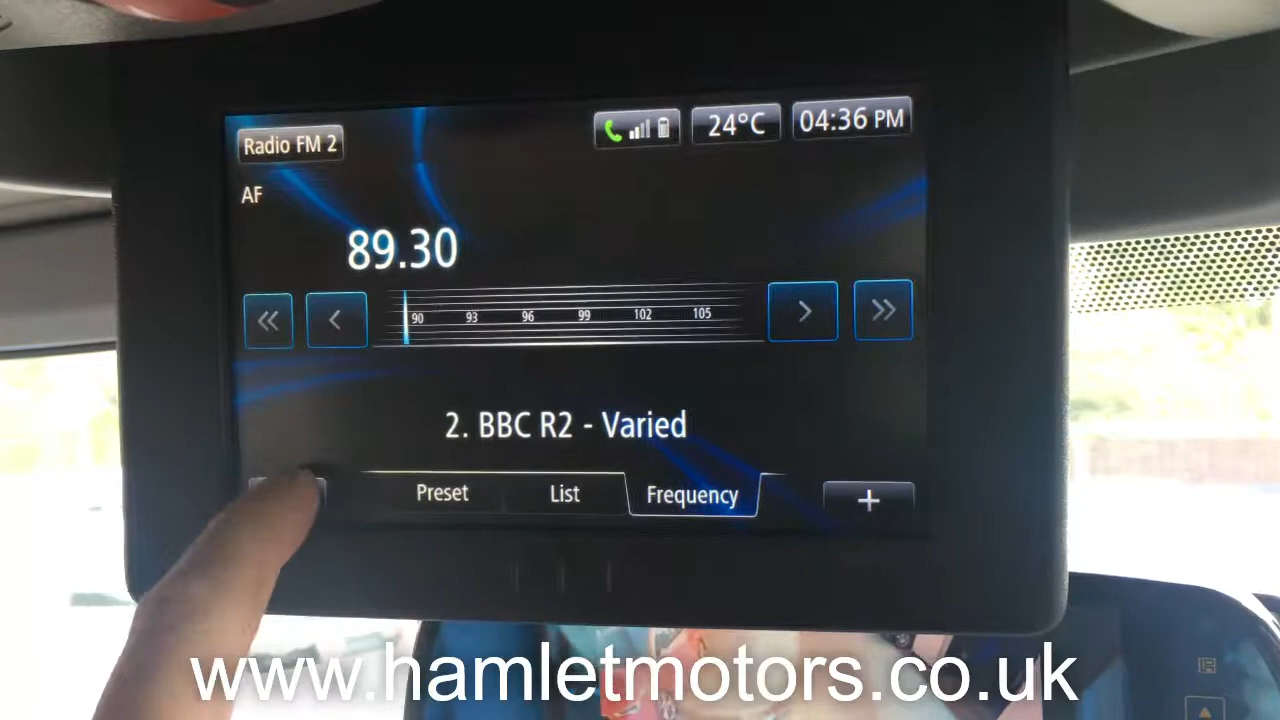 Radio FM 2
24°C
04:36 PM
AF
89.30
90 93 96 99 102 105
2. BBC R2 - Varied
Preset List Frequency +
www.hamletmotors.co.uk